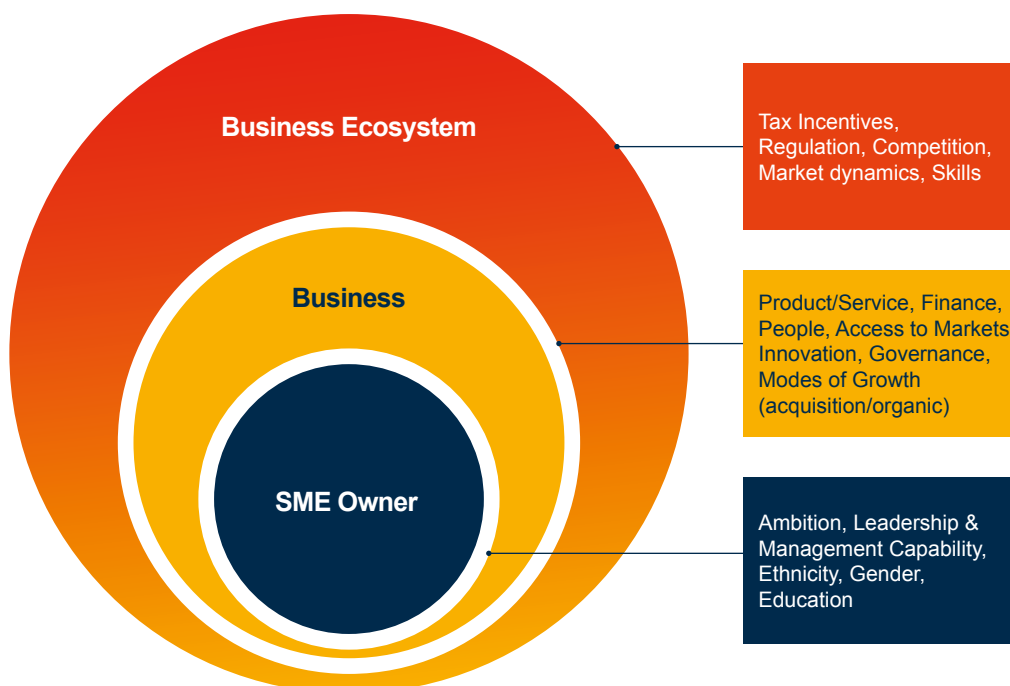 Business Ecosystem
Tax Incentives,
Regulation, Competition,
Market dynamics, Skills
Business
Product/Service, Finance,
People, Access to Markets
Innovation, Governance,
Modes of Growth
(acquisition/organic)
SME Owner
Ambition, Leadership &
Management Capability,
Ethnicity, Gender,
Education